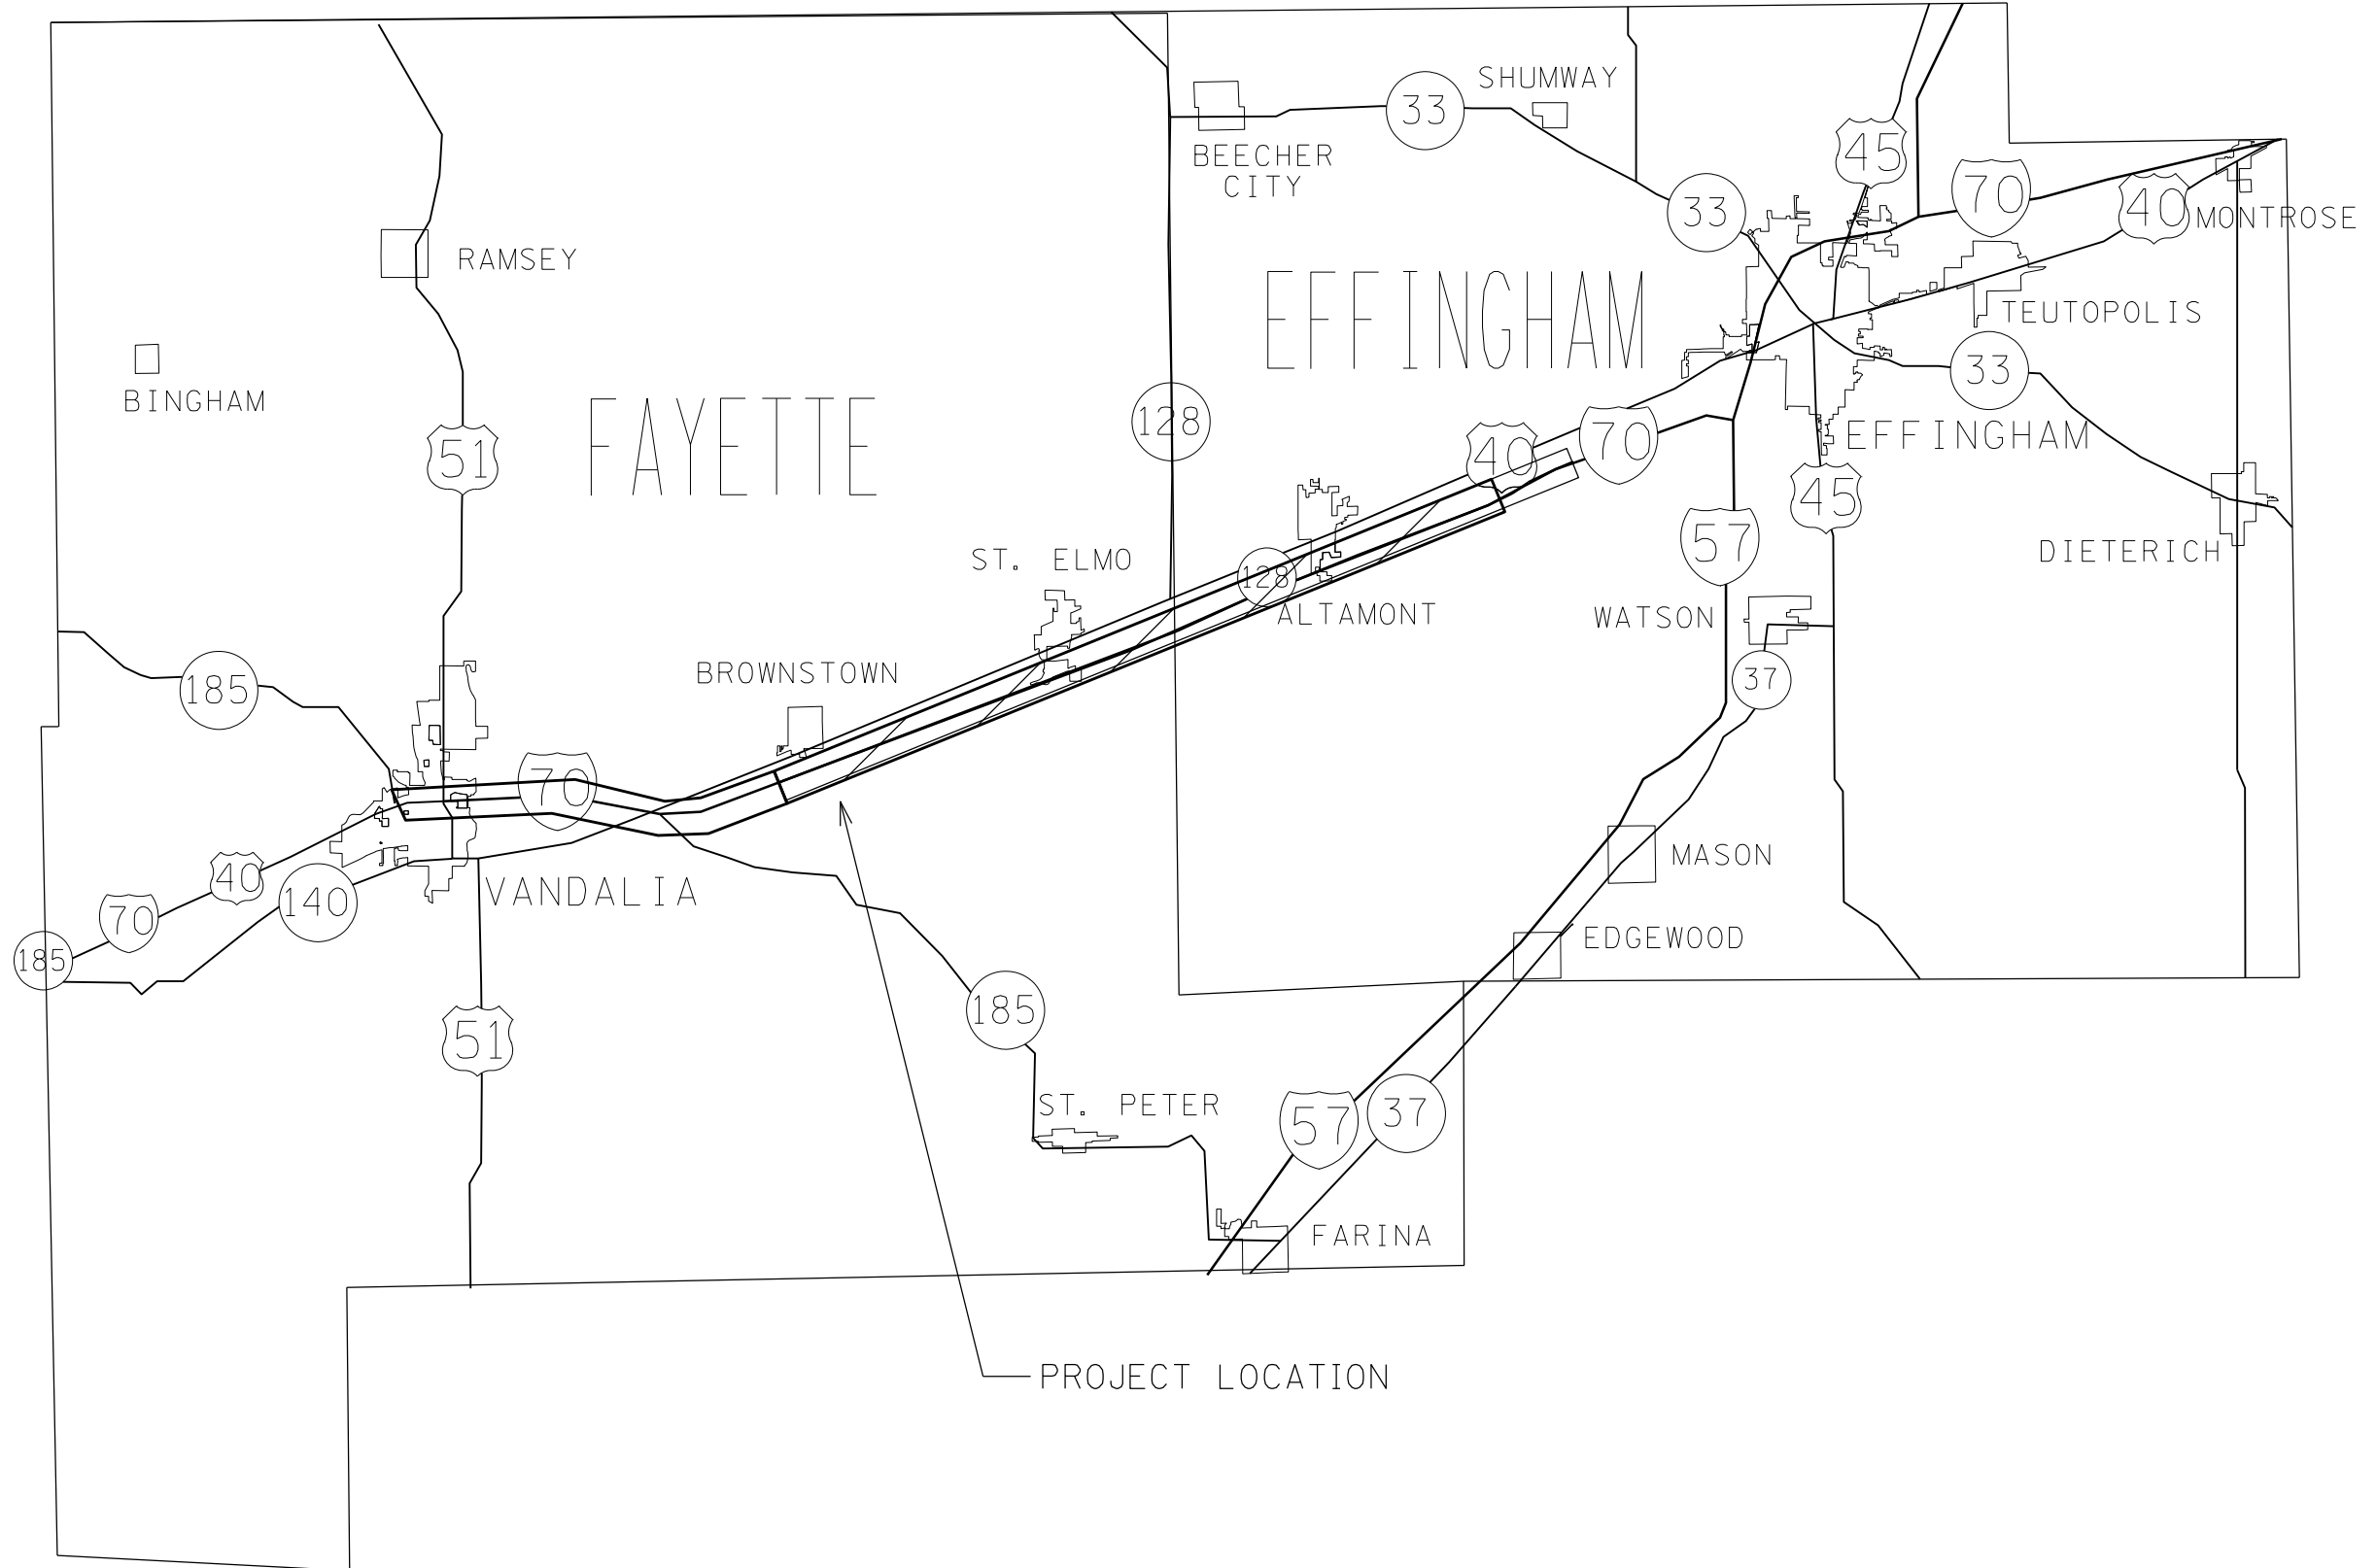 SHUMWAY
33
45
BEECHER
CITY
33
70
40
MONTROSE
RAMSEY
EFFINGHAM
TEUTOPOLIS
BINGHAM
33
FAYETTE
128
51
40
70
EFFINGHAM
45
57
DIETERICH
ST. ELMO
128
ALTAMONT
WATSON
185
BROWNSTOWN
37
70
MASON
40
VANDALIA
140
70
EDGEWOOD
185
185
51
ST. PETER
57
37
FARINA
PROJECT LOCATION